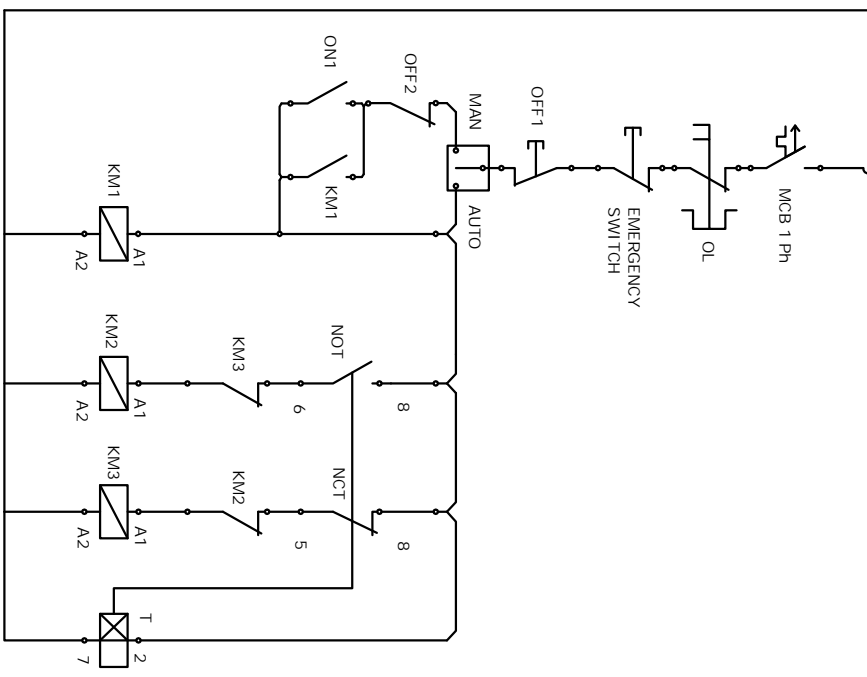 MCB 1 Ph
OL
EMERGENCY
SWITCH
OFF1
MAN
AUTO
OFF2
8
8
ON1
KM1
NOT
NCT
6
5
KM3
KM2
T
A1
A1
A1
2
KM1
KM2
KM3
A2
A2
A2
7